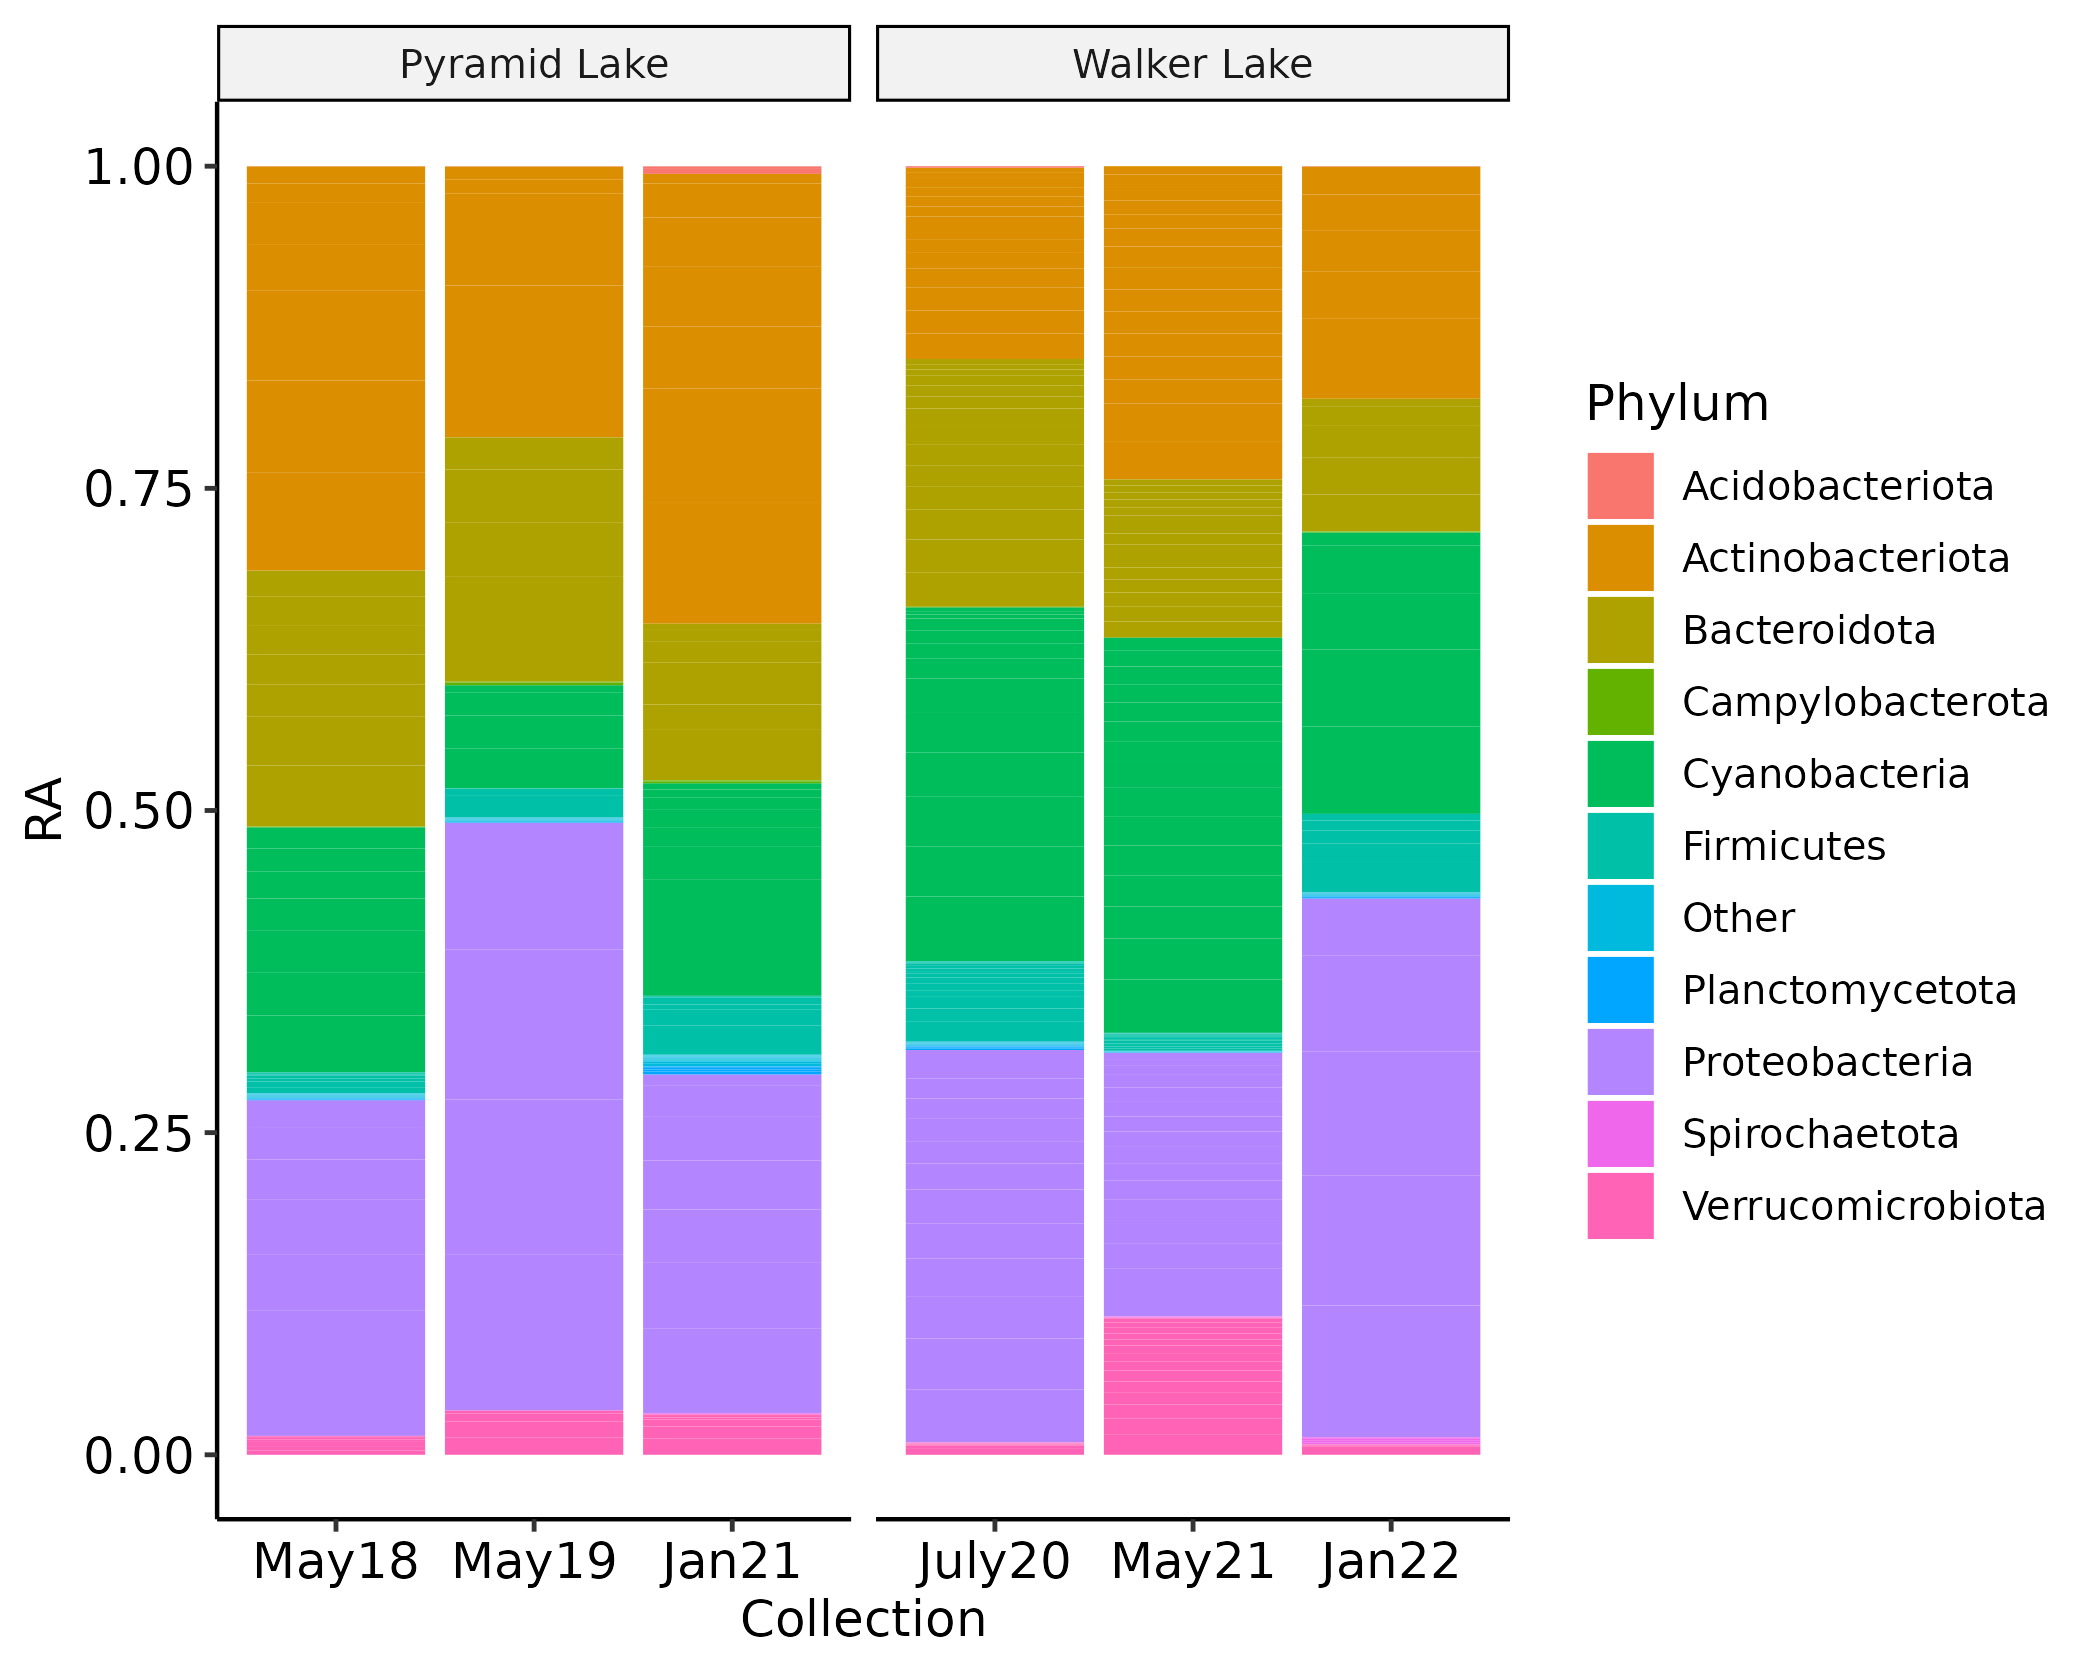 Pyramid Lake
Walker Lake
1.00
0.75
0.50
0.25
0.00
RA
May18
May19
Jan21
July20
May21
Jan22
Collection
Phylum
Acidobacteriota
Actinobacteriota
Bacteroidota
Campylobacterota
Cyanobacteria
Firmicutes
Other
Planctomycetota
Proteobacteria
Spirochaetota
Verrucomicrobiota